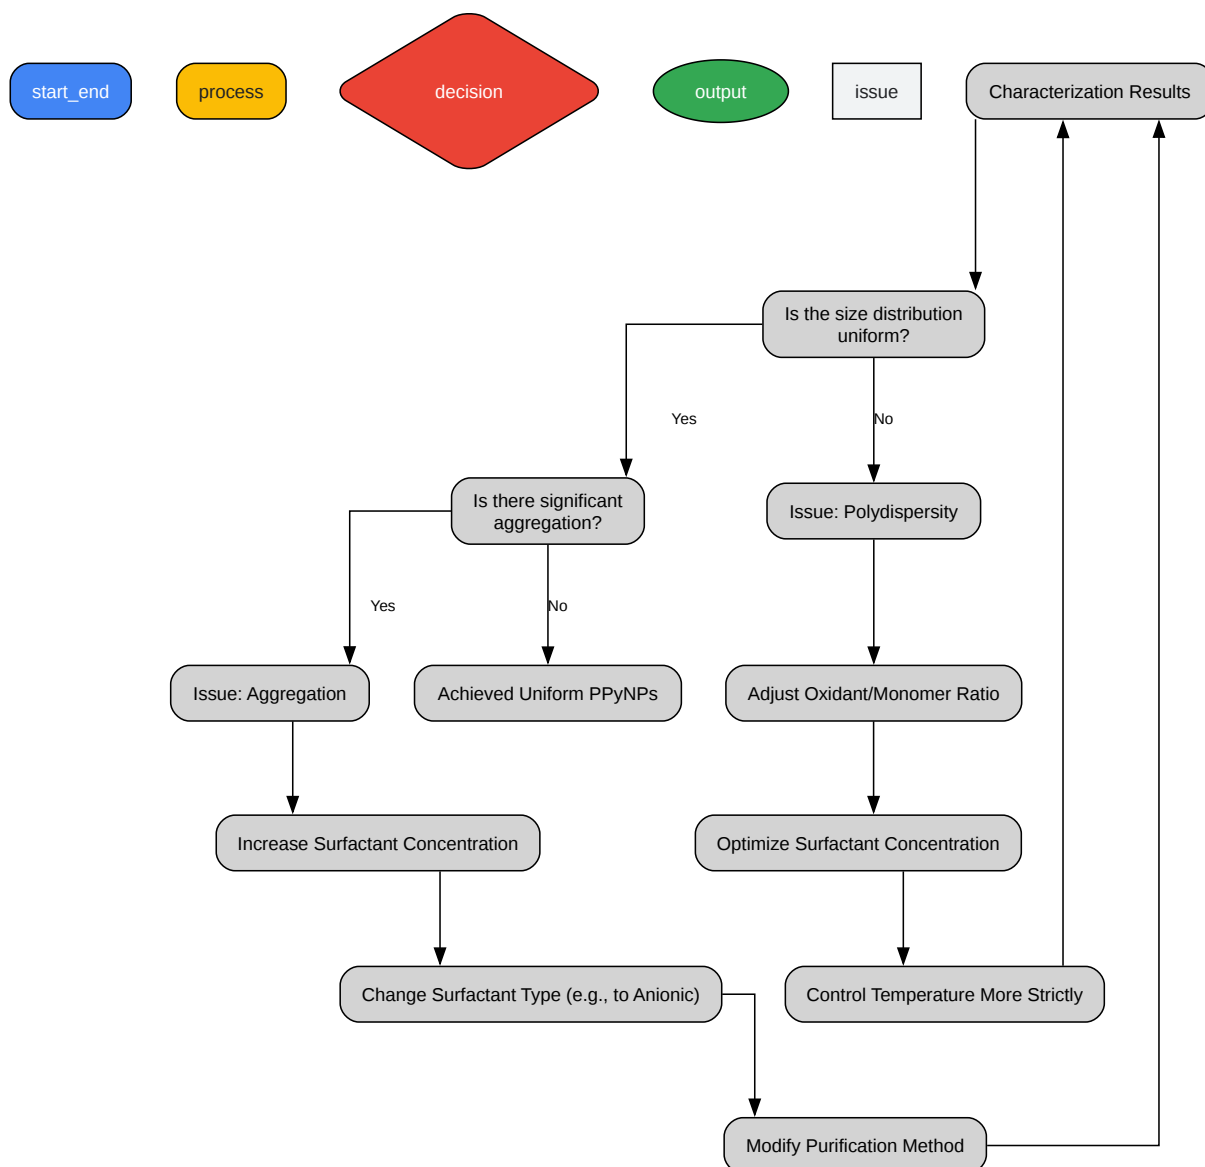 start_end
process
decision
output
issue
Characterization Results
Is the size distribution
uniform?
Yes
No
Is there significant
aggregation?
Issue: Polydispersity
Yes
No
Issue: Aggregation
Achieved Uniform PPyNPs
Adjust Oxidant/Monomer Ratio
Increase Surfactant Concentration
Optimize Surfactant Concentration
Change Surfactant Type (e.g., to Anionic)
Control Temperature More Strictly
Modify Purification Method